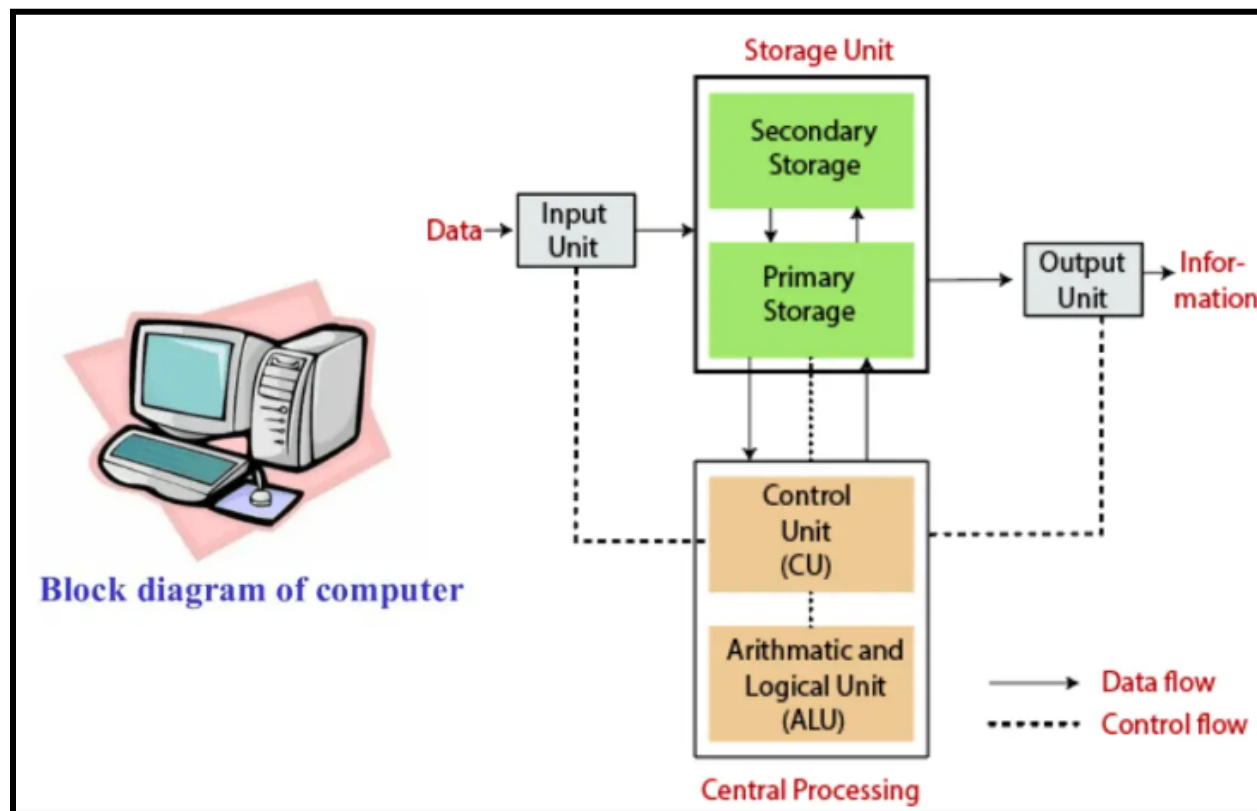 Storage Unit
Secondary
Storage
Data
Input
Unit
Primary
Storage
Output
Unit
Infor-
mation
Control
Unit
(CU)
Block diagram of computer
Arithmatic and
Logical Unit
(ALU)
Data flow
Control flow
Central Processing